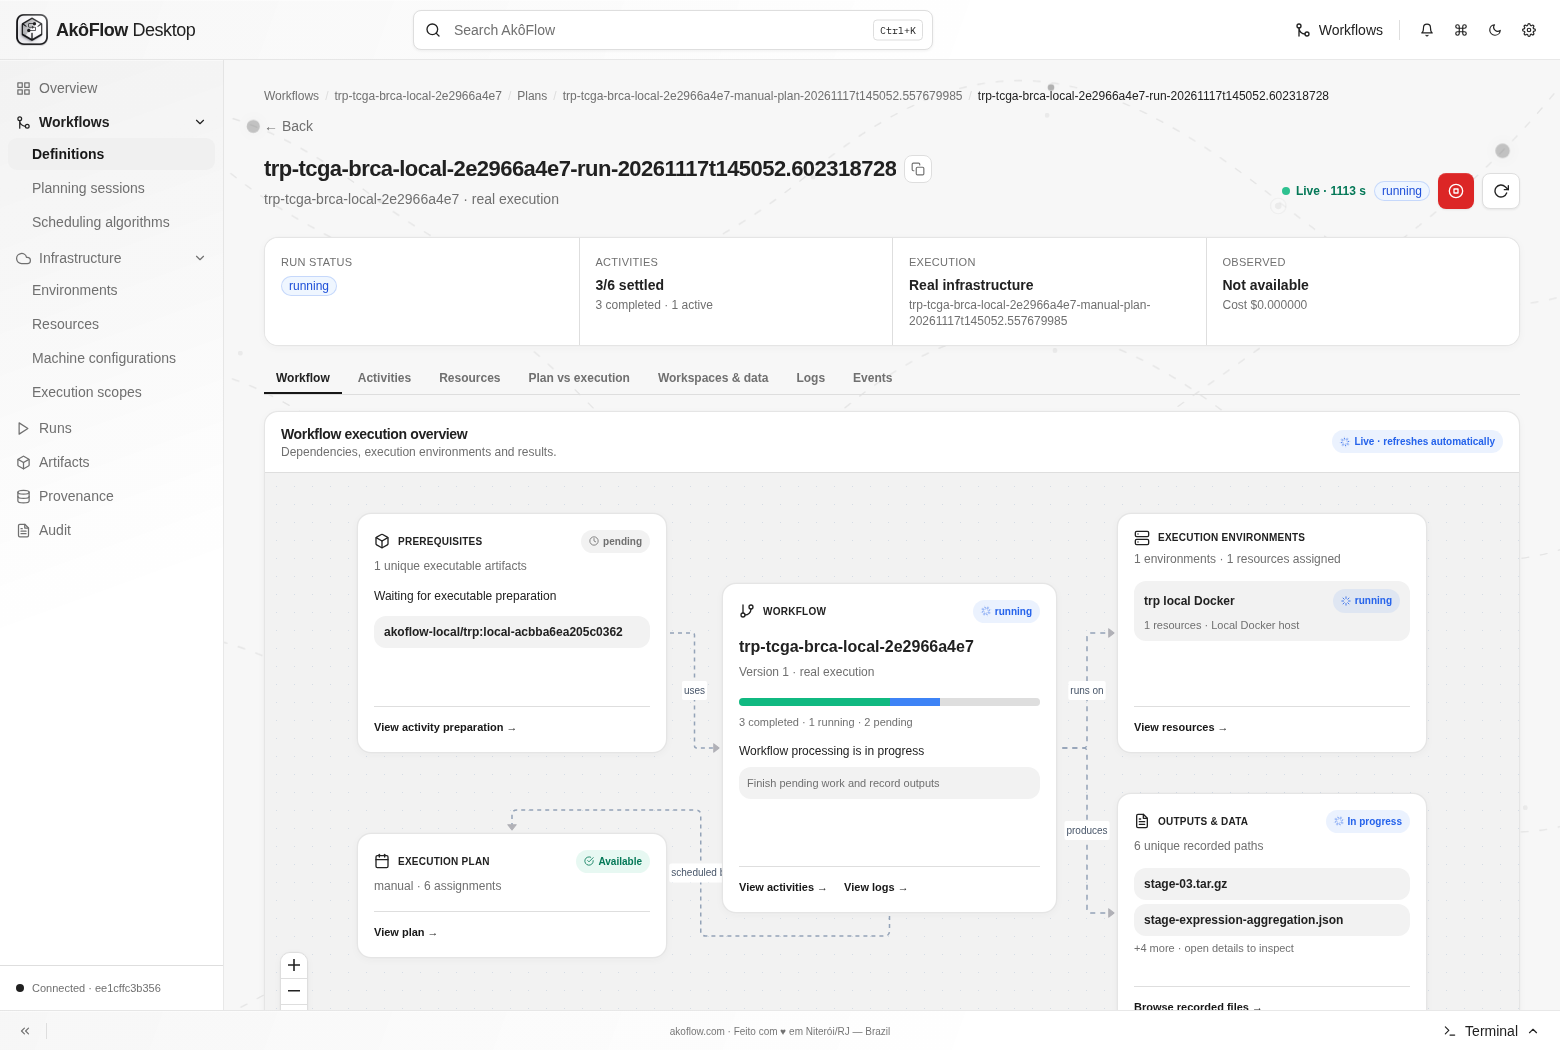 AkôFlow Desktop
Search AkôFlow
Ctrl+K
Workflows
Overview
Workflows
Definitions
Planning sessions
Scheduling algorithms
Infrastructure
Environments
Resources
Machine configurations
Execution scopes
Runs
Artifacts
Provenance
Audit
Connected · ee1cffc3b356
Workflows / trp-tcga-brca-local-2e2966a4e7 / Plans / trp-tcga-brca-local-2e2966a4e7-manual-plan-20261117t145052.557679985 / trp-tcga-brca-local-2e2966a4e7-run-20261117t145052.602318728
← Back
trp-tcga-brca-local-2e2966a4e7-run-20261117t145052.602318728
trp-tcga-brca-local-2e2966a4e7 · real execution
Live · 1113 s
running
RUN STATUS
running
ACTIVITIES
3/6 settled
3 completed · 1 active
EXECUTION
Real infrastructure
trp-tcga-brca-local-2e2966a4e7-manual-plan-
20261117t145052.557679985
OBSERVED
Not available
Cost $0.000000
Workflow
Activities
Resources
Plan vs execution
Workspaces & data
Logs
Events
Workflow execution overview
Dependencies, execution environments and results.
Live · refreshes automatically
PREREQUISITES
pending
1 unique executable artifacts
Waiting for executable preparation
akoflow-local/trp:local-acbba6ea205c0362
View activity preparation →
uses
WORKFLOW
running
trp-tcga-brca-local-2e2966a4e7
Version 1 · real execution
3 completed · 1 running · 2 pending
Workflow processing is in progress
Finish pending work and record outputs
View activities →
View logs →
runs on
produces
scheduled b
EXECUTION ENVIRONMENTS
1 environments · 1 resources assigned
trp local Docker
running
1 resources · Local Docker host
View resources →
EXECUTION PLAN
Available
manual · 6 assignments
View plan →
OUTPUTS & DATA
In progress
6 unique recorded paths
stage-03.tar.gz
stage-expression-aggregation.json
+4 more · open details to inspect
Browse recorded files →
akoflow.com · Feito com ♥ em Niterói/RJ — Brazil
Terminal